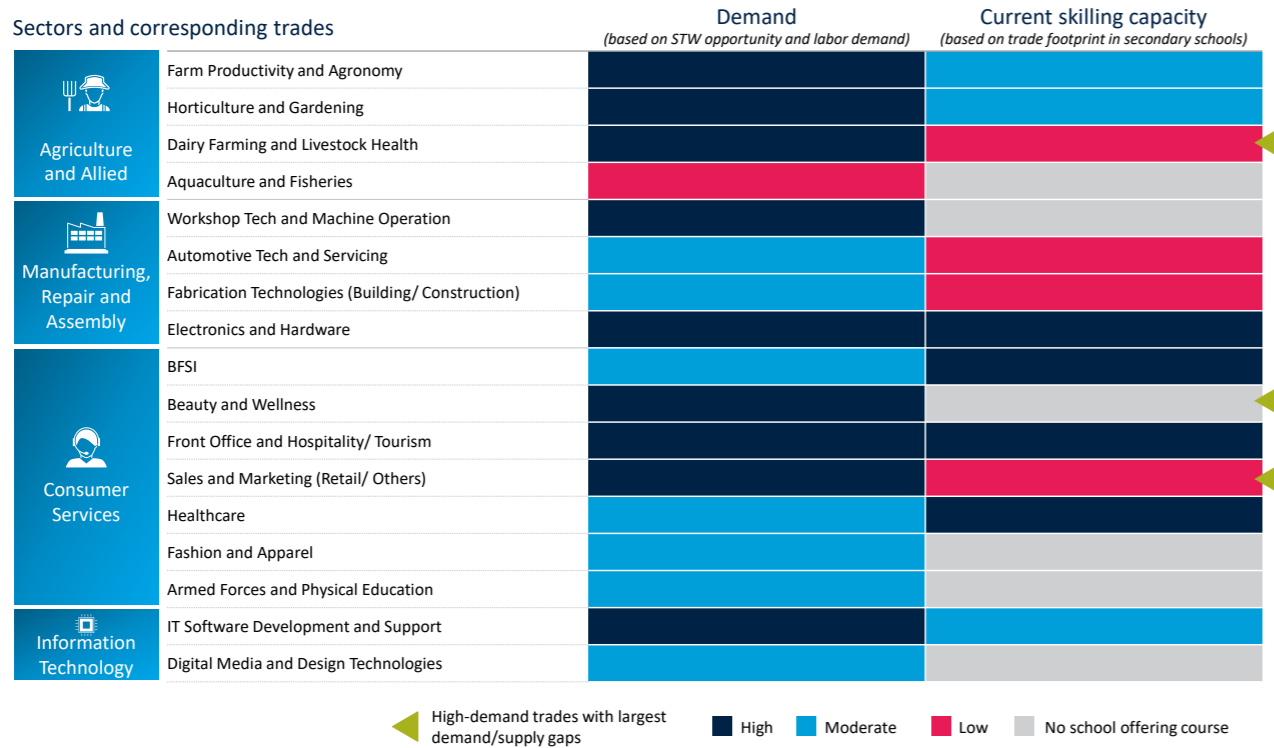 Sectors and corresponding trades
Demand
(based on STW opportunity and labor demand)
Current skilling capacity
(based on trade footprint in secondary schools)
Agriculture
and Allied
Farm Productivity and Agronomy
Horticulture and Gardening
Dairy Farming and Livestock Health
Aquaculture and Fisheries
Manufacturing,
Repair and
Assembly
Workshop Tech and Machine Operation
Automotive Tech and Servicing
Fabrication Technologies (Building/ Construction)
Electronics and Hardware
Consumer
Services
BFSI
Beauty and Wellness
Front Office and Hospitality/ Tourism
Sales and Marketing (Retail/ Others)
Healthcare
Fashion and Apparel
Armed Forces and Physical Education
Information
Technology
IT Software Development and Support
Digital Media and Design Technologies
High-demand trades with largest
demand/supply gaps
High
Moderate
Low
No school offering course